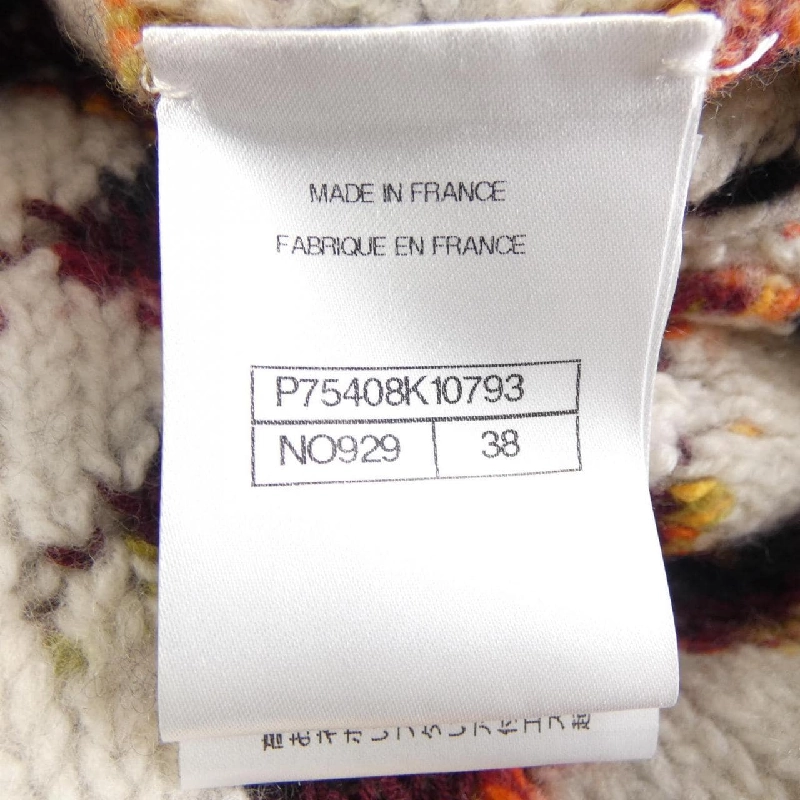 MADE IN FRANCE
FABRIQUE EN FRANCE
P75408K10793
NO929 38